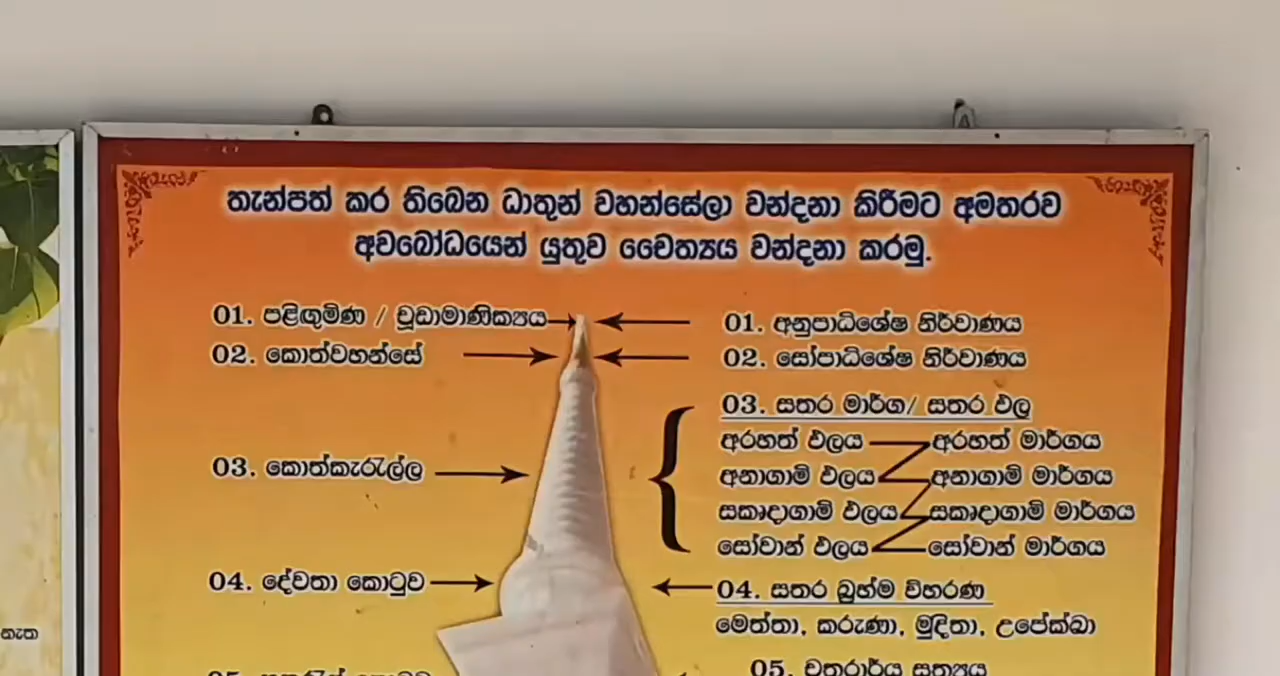 තැන්පත් කර තිබෙන ධාතුන් වහන්සේලා වන්දනා කිරීමට අමතරව
අවබෝධයෙන් යුතුව චෛත්‍යය වන්දනා කරමු.
01. පළිඟුමිණ / චූඩාමාණික්‍යය
01. අනුපාධිශේෂ නිර්වාණය
02. කොත්වහන්සේ
02. සෝපාධිශේෂ නිර්වාණය
03. සතර මාර්ග/ සතර ඵල
අරහත් ඵලය අරහත් මාර්ගය
03. කොත්කැරැල්ල
අනාගාමි ඵලය අනාගාමි මාර්ගය
සකෘදාගාමි ඵලය සකෘදාගාමි මාර්ගය
සෝවාන් ඵලය සෝවාන් මාර්ගය
04. දේවතා කොටුව
04. සතර බ්‍රහ්ම විහරණ
මෙත්තා, කරුණා, මුදිතා, උපේක්ඛා
නැත
05. චතුරාර්ය සත්‍යය